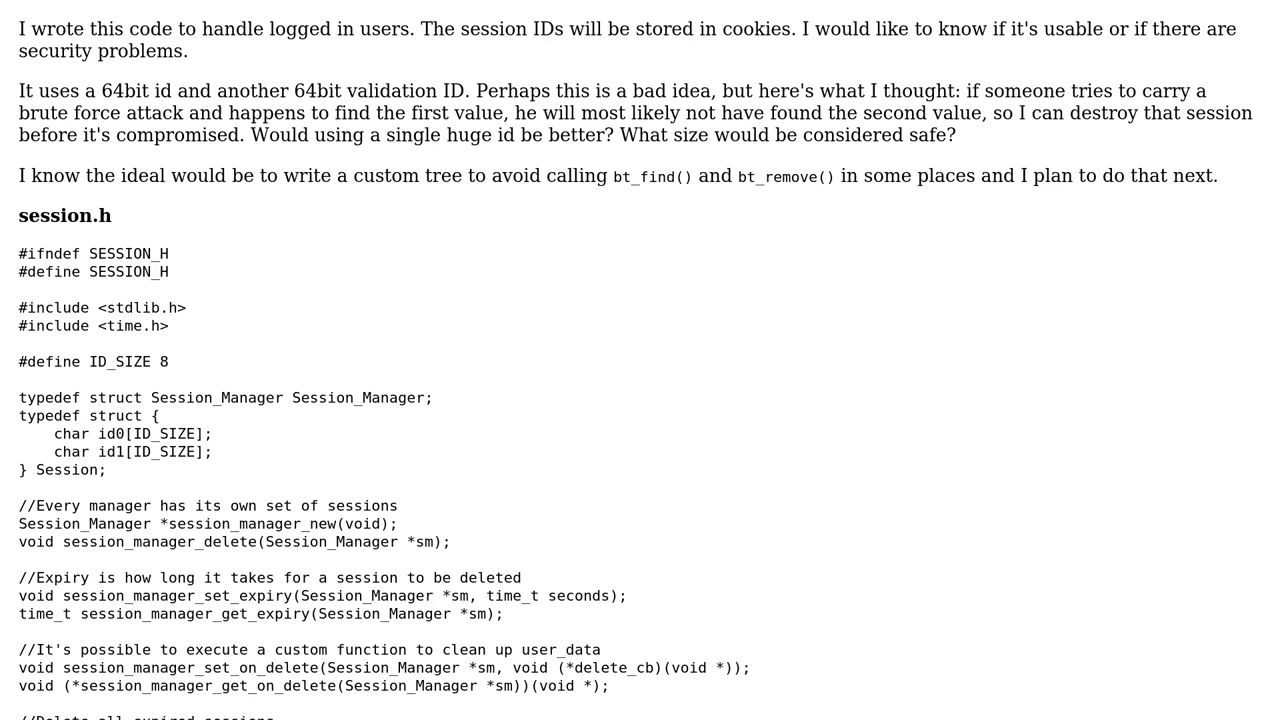 I wrote this code to handle logged in users. The session IDs will be stored in cookies. I would like to know if it's usable or if there are
security problems.
It uses a 64bit id and another 64bit validation ID. Perhaps this is a bad idea, but here's what I thought: if someone tries to carry a
brute force attack and happens to find the first value, he will most likely not have found the second value, so I can destroy that session
before it's compromised. Would using a single huge id be better? What size would be considered safe?
I know the ideal would be to write a custom tree to avoid calling bt_find() and bt_remove() in some places and I plan to do that next.
session.h
#ifndef SESSION_H
#define SESSION_H
#include <stdlib.h>
#include <time.h>
#define ID_SIZE 8
typedef struct Session_Manager Session_Manager;
typedef struct {
    char id0[ID_SIZE];
    char id1[ID_SIZE];
} Session;
//Every manager has its own set of sessions
Session_Manager *session_manager_new(void);
void session_manager_delete(Session_Manager *sm);
//Expiry is how long it takes for a session to be deleted
void session_manager_set_expiry(Session_Manager *sm, time_t seconds);
time_t session_manager_get_expiry(Session_Manager *sm);
//It's possible to execute a custom function to clean up user_data
void session_manager_set_on_delete(Session_Manager *sm, void (*delete_cb)(void *));
void (*session_manager_get_on_delete(Session_Manager *sm))(void *);
//Delete all expired sessions